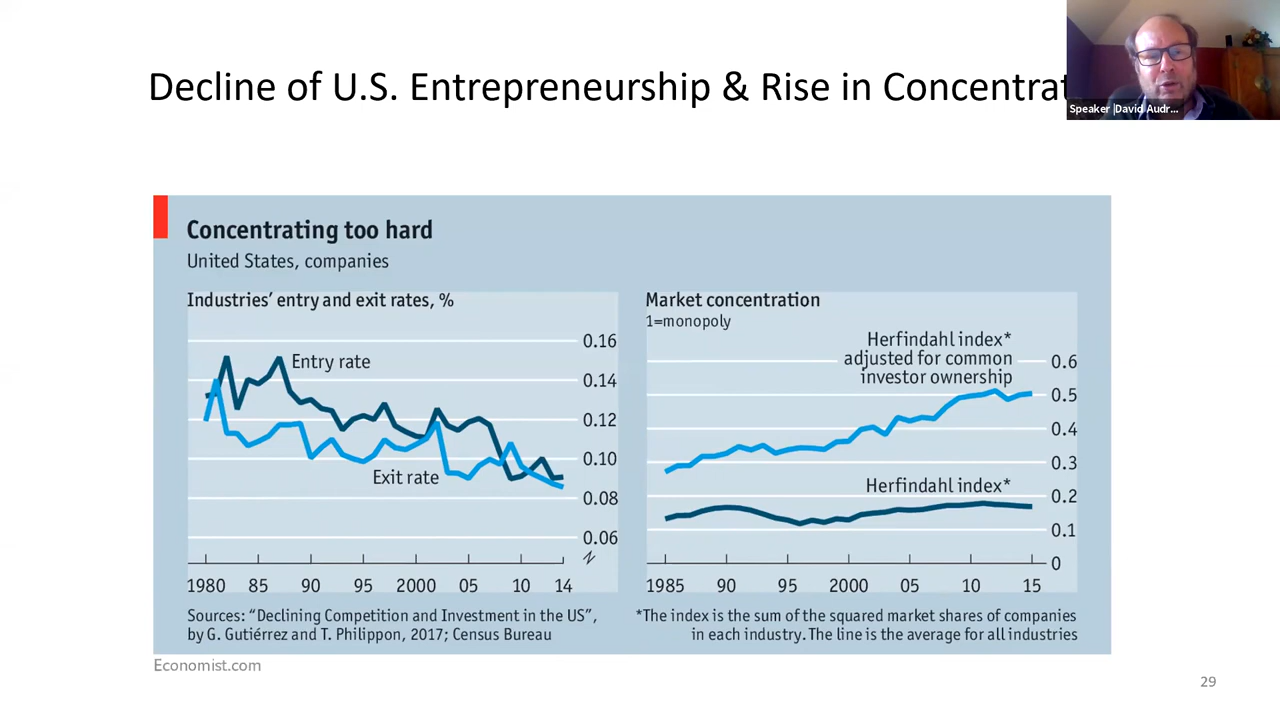 Decline of U.S. Entrepreneurship & Rise in
Speaker |David Audr...
Concentrating too hard
United States, companies
Industries’ entry and exit rates, %
Entry rate
Exit rate
0.16
0.14
0.12
0.10
0.08
0.06
1980 85 90 95 2000 05 10 14
Market concentration
1=monopoly
Herfindahl index*
adjusted for common
investor ownership
Herfindahl index*
0.6
0.5
0.4
0.3
0.2
0.1
0
1985 90 95 2000 05 10 15
Sources: “Declining Competition and Investment in the US”,
by G. Gutiérrez and T. Philippon, 2017; Census Bureau
*The index is the sum of the squared market shares of companies
in each industry. The line is the average for all industries
Economist.com
29